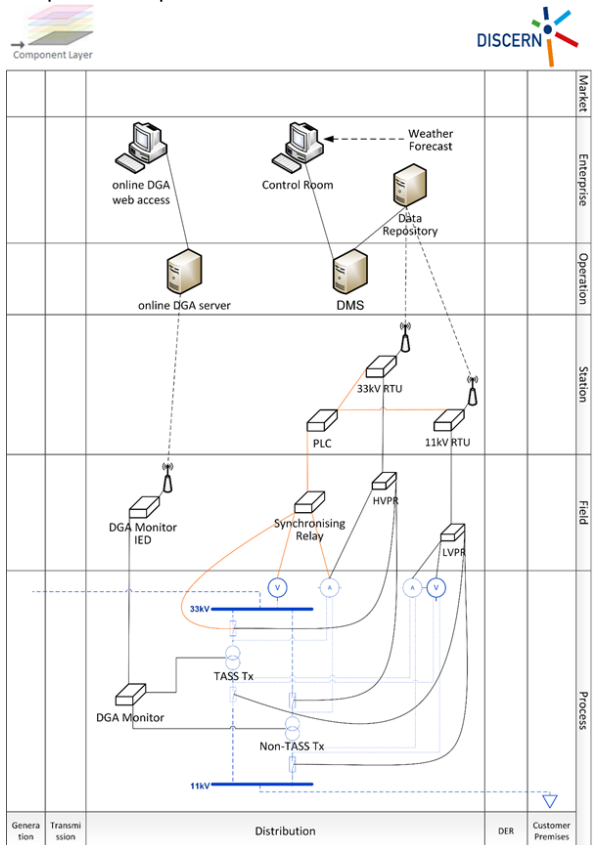 Component Layer
DISCERN
Market
Weather
Forecast
online DGA
web access
Control Room
Enterprise
Data
Repository
online DGA server
DMS
Operation
33kV RTU
PLC
11kV RTU
Station
DGA Monitor
IED
Synchronising
Relay
HVPR
LVPR
Field
V
A
A
V
33kV
TASS Tx
DGA Monitor
Non-TASS Tx
11kV
Process
Genera
tion
Transmi
ssion
Distribution
DER
Customer
Premises